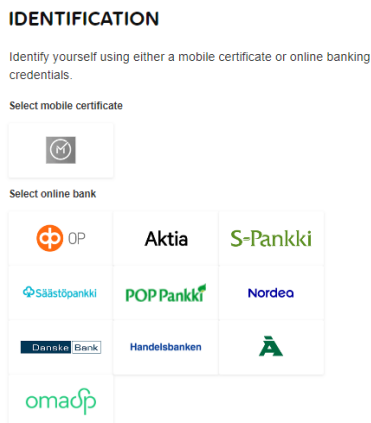 IDENTIFICATION
Identify yourself using either a mobile certificate or online banking
credentials.
Select mobile certificate
M
Select online bank
OP OP
Aktia
S-Pankki
Säästöpankki
POP Pankki
Nordea
Danske Bank
Handelsbanken
Å
omasp